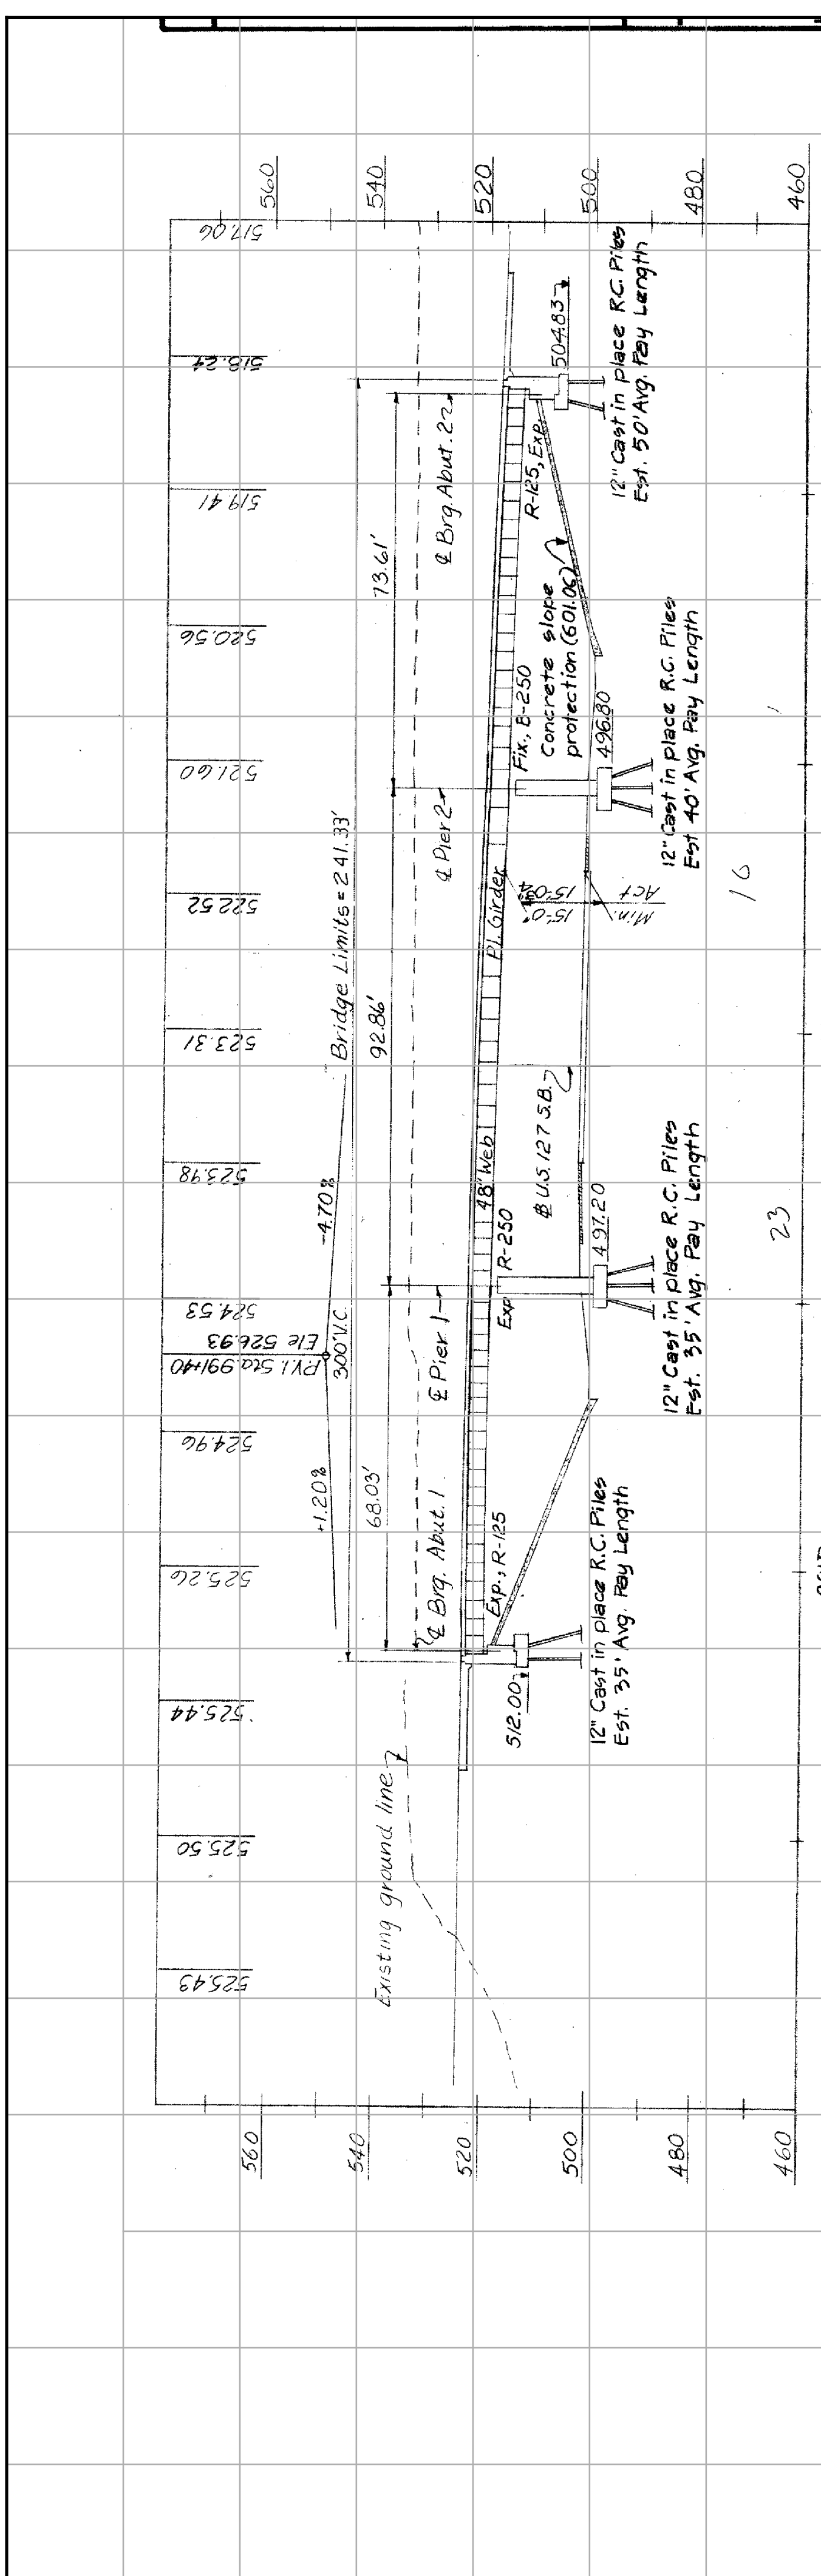 560
540
520
500
480
460
525.43
525.50
525.44
525.26
524.96
P.V.I. Sta. 991+40
Ele 526.93
524.53
523.98
523.31
522.52
521.60
520.56
519.41
518.24
517.06
+1.20%
-4.70%
300' V.C.
Bridge Limits = 241.33'
68.03'
92.86'
73.61'
Existing ground line
℄ Brg. Abut. 1
℄ Pier 1
℄ Pier 2
℄ Brg. Abut. 2
48" Web
Pl. Girder
Exp., R-125
Exp. R-250
Fix., B-250
R-125, Exp.
℄ U.S. 127 S.B.
15'-0"
Min.
15'-0¾"
Act
Concrete slope
protection (601.06)
512.00
497.20
496.80
504.83
12" Cast in place R.C. Piles
Est. 35' Avg. Pay Length
12" Cast in place R.C. Piles
Est. 35' Avg. Pay Length
12" Cast in place R.C. Piles
Est 40' Avg. Pay Length
12" Cast in place R.C. Piles
Est. 50' Avg. Pay Length
23
16
560
540
520
500
480
460